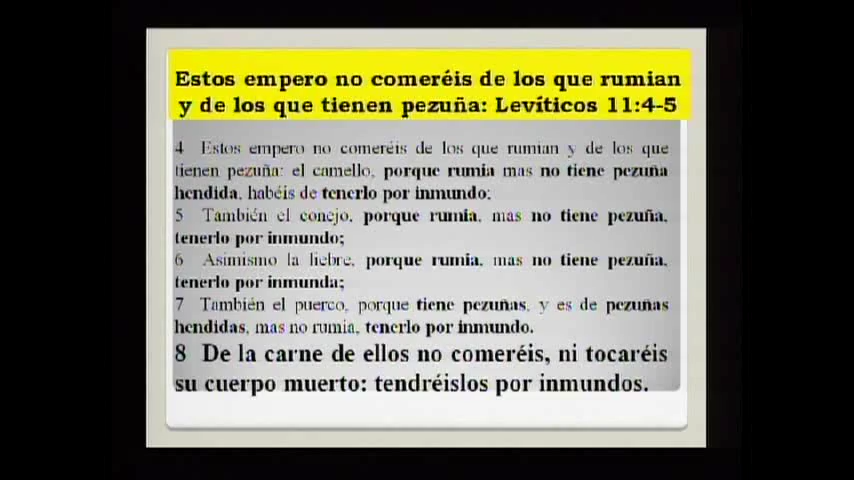 Estos empero no comeréis de los que rumian
y de los que tienen pezuña: Levíticos 11:4-5
4 Estos empero no comeréis de los que rumian y de los que
tienen pezuña: el camello, porque rumia mas no tiene pezuña
hendida, habéis de tenerlo por inmundo;
5 También el conejo, porque rumia, mas no tiene pezuña,
tenerlo por inmundo;
6 Asimismo la liebre, porque rumia, mas no tiene pezuña,
tenerlo por inmunda;
7 También el puerco, porque tiene pezuñas, y es de pezuñas
hendidas, mas no rumia, tenerlo por inmundo.
8 De la carne de ellos no comeréis, ni tocaréis
su cuerpo muerto: tendréislos por inmundos.